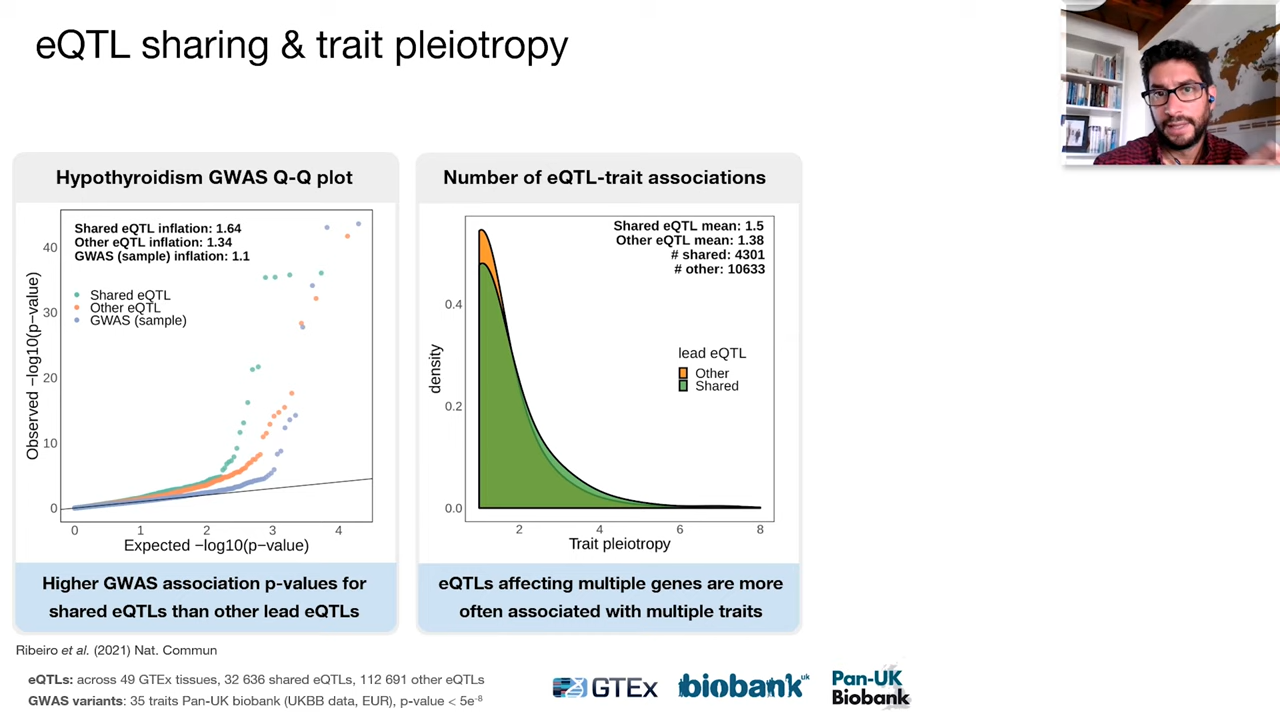 eQTL sharing & trait pleiotropy
Hypothyroidism GWAS Q-Q plot
Shared eQTL inflation: 1.64
Other eQTL inflation: 1.34
GWAS (sample) inflation: 1.1
Shared eQTL
Other eQTL
GWAS (sample)
Observed −log10(p−value)
40
30
20
10
0
0 1 2 3 4
Expected −log10(p−value)
Higher GWAS association p-values for
shared eQTLs than other lead eQTLs
Number of eQTL-trait associations
Shared eQTL mean: 1.5
Other eQTL mean: 1.38
# shared: 4301
# other: 10633
lead eQTL
Other
Shared
density
0.4
0.2
0.0
2 4 6 8
Trait pleiotropy
eQTLs affecting multiple genes are more
often associated with multiple traits
Ribeiro et al. (2021) Nat. Commun
eQTLs: across 49 GTEx tissues, 32 636 shared eQTLs, 112 691 other eQTLs
GWAS variants: 35 traits Pan-UK biobank (UKBB data, EUR), p-value < 5e-8
GTEx
biobank uk
Pan-UK
Biobank